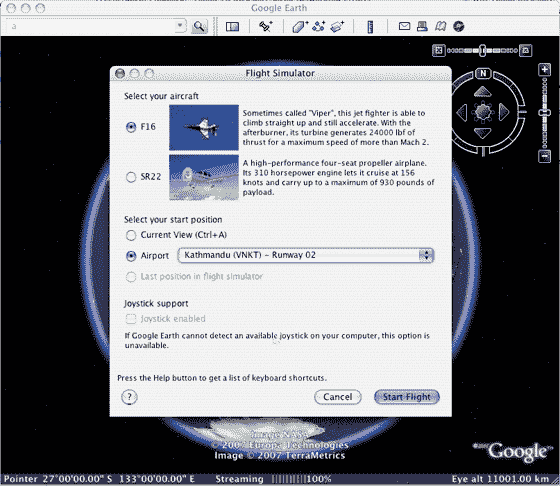 Google Earth
a
Flight Simulator
N
Select your aircraft
F16
Sometimes called "Viper", this jet fighter is able to
climb straight up and still accelerate. With the
afterburner, its turbine generates 24000 lbf of
thrust for a maximum speed of more than Mach 2.
SR22
A high-performance four-seat propeller airplane.
Its 310 horsepower engine lets it cruise at 156
knots and carry up to a maximum of 930 pounds of
payload.
Select your start position
Current View (Ctrl+A)
Airport
Kathmandu (VNKT) - Runway 02
Last position in flight simulator
Joystick support
Joystick enabled
If Google Earth cannot detect an available joystick on your computer, this option is
unavailable.
Press the Help button to get a list of keyboard shortcuts.
?
Cancel
Start Flight
Image NASA
© 2007 Europa Technologies
Image © 2007 TerraMetrics
Google
Pointer 27°00'00.00" S 133°00'00.00" E
Streaming 100%
Eye alt 11001.00 km